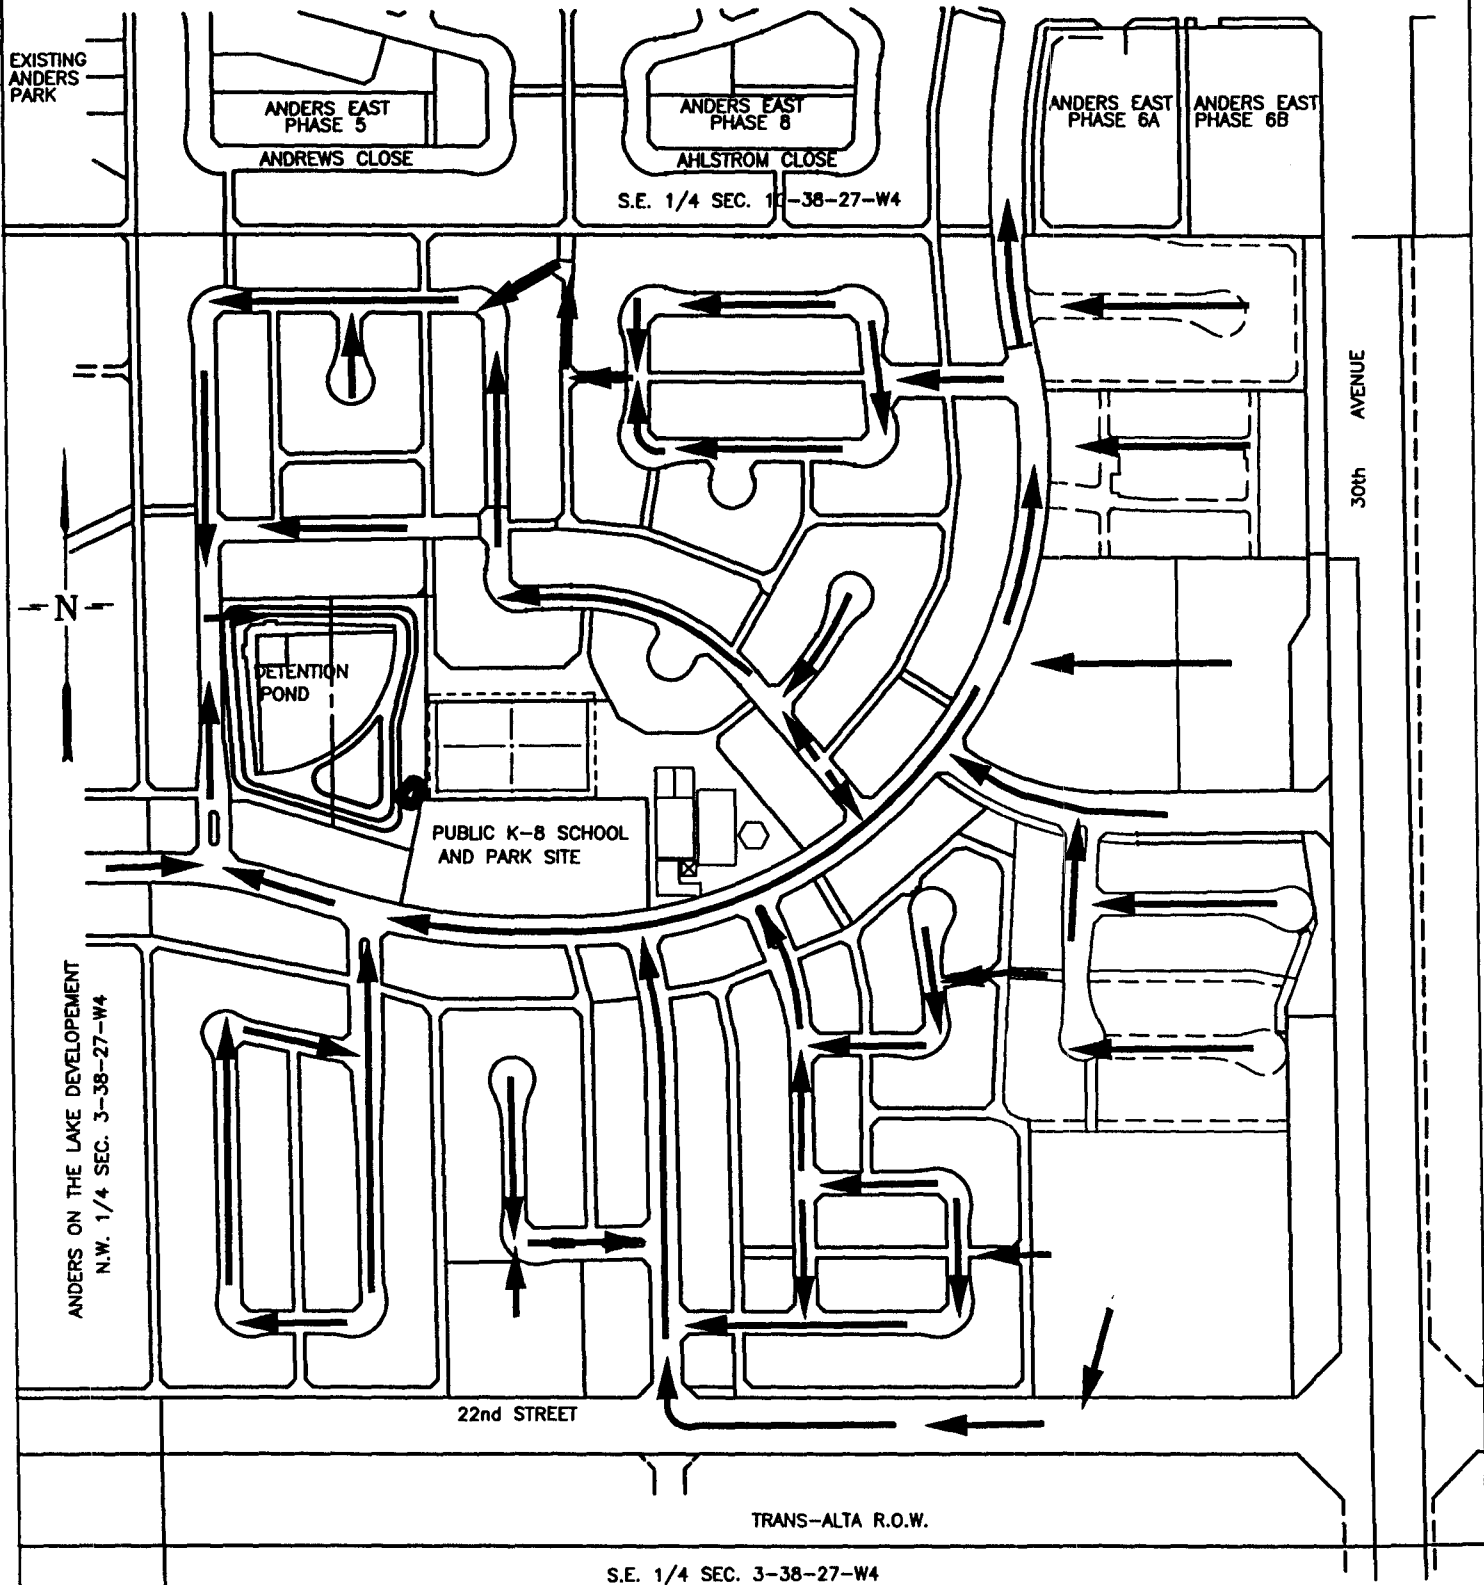 EXISTING
ANDERS
PARK
ANDERS EAST
PHASE 5
ANDERS EAST
PHASE 8
ANDERS EAST
PHASE 6A
ANDERS EAST
PHASE 6B
ANDREWS CLOSE
AHLSTROM CLOSE
S.E. 1/4 SEC. 10-38-27-W4
30th AVENUE
N
DETENTION
POND
PUBLIC K-8 SCHOOL
AND PARK SITE
ANDERS ON THE LAKE DEVELOPEMENT
N.W. 1/4 SEC. 3-38-27-W4
22nd STREET
TRANS-ALTA R.O.W.
S.E. 1/4 SEC. 3-38-27-W4